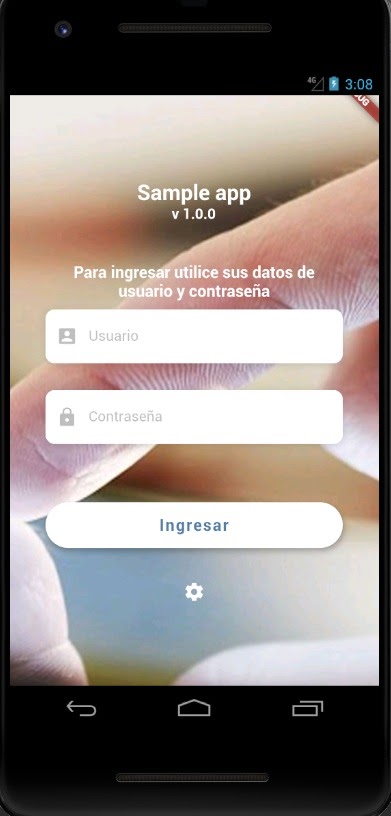 4G
3:08
Sample app
v 1.0.0
Para ingresar utilice sus datos de
usuario y contraseña
Usuario
Contraseña
Ingresar